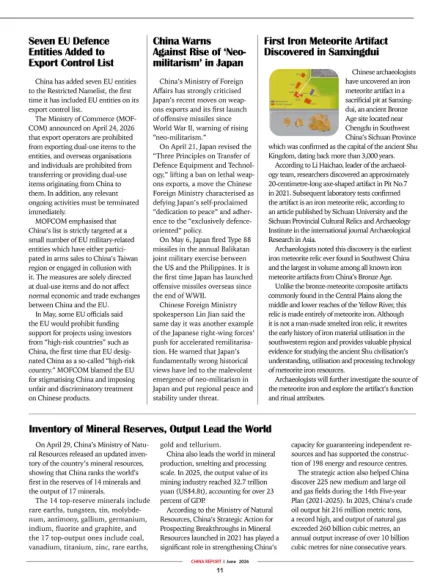 Seven EU Defence
Entities Added to
Export Control List
China has added seven EU entities
to the Restricted Namelist, the first
time it has included EU entities on its
export control list.
The Ministry of Commerce (MOF-
COM) announced on April 24, 2026
that export operators are prohibited
from exporting dual-use items to the
entities, and overseas organisations
and individuals are prohibited from
transferring or providing dual-use
items originating from China to
them. In addition, any relevant
ongoing activities must be terminated
immediately.
MOFCOM emphasised that
China's list is strictly targeted at a
small number of EU military-related
entities which have either partici-
pated in arms sales to China's Taiwan
region or engaged in collusion with
it. The measures are solely directed
at dual-use items and do not affect
normal economic and trade exchanges
between China and the EU.
In May, some EU officials said
the EU would prohibit funding
support for projects using investors
from "high-risk countries" such as
China, the first time that EU desig-
nated China as a so-called "high-risk
country." MOFCOM blamed the EU
for stigmatising China and imposing
unfair and discriminatory treatment
on Chinese products.
China Warns
Against Rise of 'Neo-
militarism' in Japan
China's Ministry of Foreign
Affairs has strongly criticised
Japan's recent moves on weap-
ons exports and its first launch
of offensive missiles since
World War II, warning of rising
"neo-militarism."
On April 21, Japan revised the
"Three Principles on Transfer of
Defence Equipment and Technol-
ogy," lifting a ban on lethal weap-
ons exports, a move the Chinese
Foreign Ministry characterised as
defying Japan's self-proclaimed
"dedication to peace" and adher-
ence to the "exclusively defence-
oriented" policy.
On May 6, Japan fired Type 88
missiles in the annual Balikatan
joint military exercise between
the US and the Philippines. It is
the first time Japan has launched
offensive missiles overseas since
the end of WWII.
Chinese Foreign Ministry
spokesperson Lin Jian said the
same day it was another example
of the Japanese right-wing forces'
push for accelerated remilitarisa-
tion. He warned that Japan's
fundamentally wrong historical
views have led to the malevolent
emergence of neo-militarism in
Japan and put regional peace and
stability under threat.
First Iron Meteorite Artifact
Discovered in Sanxingdui
Chinese archaeologists
have uncovered an iron
meteorite artifact in a
sacrificial pit at Sanxing-
dui, an ancient Bronze
Age site located near
Chengdu in Southwest
China's Sichuan Province
which was confirmed as the capital of the ancient Shu
Kingdom, dating back more than 3,000 years.
According to Li Haichao, leader of the archaeol-
ogy team, researchers discovered an approximately
20-centimetre-long axe-shaped artifact in Pit No.7
in 2021. Subsequent laboratory tests confirmed
the artifact is an iron meteorite relic, according to
an article published by Sichuan University and the
Sichuan Provincial Cultural Relics and Archaeology
Institute in the international journal Archaeological
Research in Asia.
Archaeologists noted this discovery is the earliest
iron meteorite relic ever found in Southwest China
and the largest in volume among all known iron
meteorite artifacts from China's Bronze Age.
Unlike the bronze-meteorite composite artifacts
commonly found in the Central Plains along the
middle and lower reaches of the Yellow River, this
relic is made entirely of meteoric iron. Although
it is not a man-made smelted iron relic, it rewrites
the early history of iron material utilisation in the
southwestern region and provides valuable physical
evidence for studying the ancient Shu civilisation's
understanding, utilisation and processing technology
of meteorite iron resources.
Archaeologists will further investigate the source of
the meteorite iron and explore the artifact's function
and ritual attributes.
Inventory of Mineral Reserves, Output Lead the World
On April 29, China's Ministry of Natu-
ral Resources released an updated inven-
tory of the country's mineral resources,
showing that China ranks the world's
first in the reserves of 14 minerals and
the output of 17 minerals.
The 14 top-reserve minerals include
rare earths, tungsten, tin, molybde-
num, antimony, gallium, germanium,
indium, fluorite and graphite, and
the 17 top-output ones include coal,
vanadium, titanium, zinc, rare earths,
gold and tellurium.
China also leads the world in mineral
production, smelting and processing
scale. In 2025, the output value of its
mining industry reached 32.7 trillion
yuan (US$4.8t), accounting for over 23
percent of GDP.
According to the Ministry of Natural
Resources, China's Strategic Action for
Prospecting Breakthroughs in Mineral
Resources launched in 2021 has played a
significant role in strengthening China's
capacity for guaranteeing independent re-
sources and has supported the construc-
tion of 198 energy and resource centres.
The strategic action also helped China
discover 225 new medium and large oil
and gas fields during the 14th Five-year
Plan (2021-2025). In 2025, China's crude
oil output hit 216 million metric tons,
a record high, and output of natural gas
exceeded 260 billion cubic metres, an
annual output increase of over 10 billion
cubic metres for nine consecutive years.
CHINA REPORT | June 2026
11